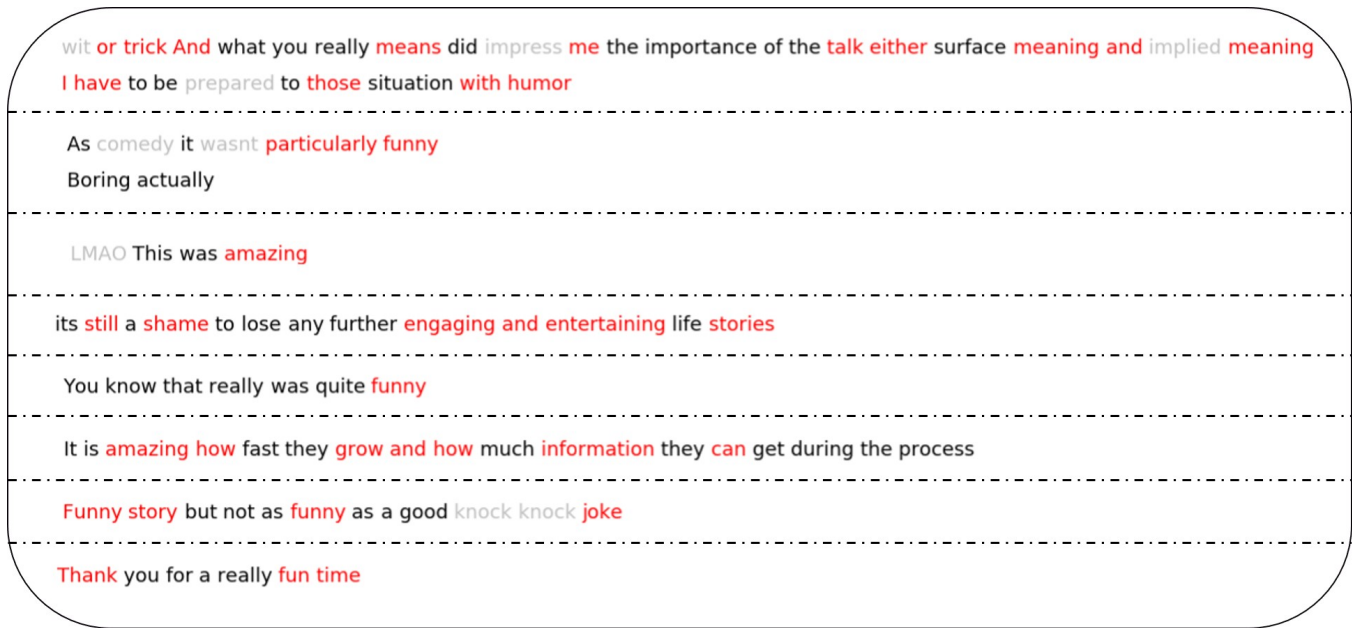 wit or trick And what you really means did impress me the importance of the talk either surface meaning and implied meaning
I have to be prepared to those situation with humor
As comedy it wasnt particularly funny
Boring actually
LMAO This was amazing
its still a shame to lose any further engaging and entertaining life stories
You know that really was quite funny
It is amazing how fast they grow and how much information they can get during the process
Funny story but not as funny as a good knock knock joke
Thank you for a really fun time